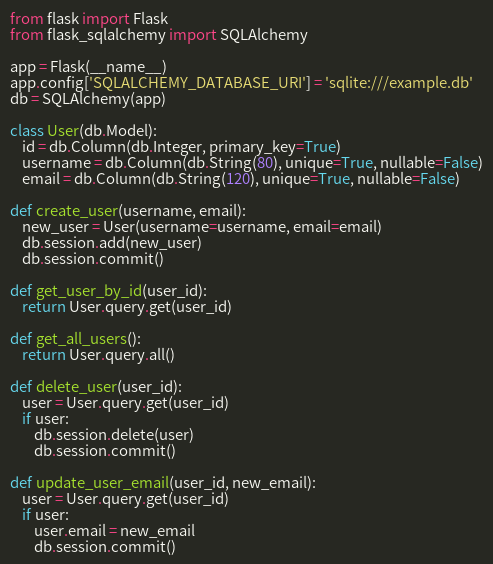 from flask import Flask
from flask_sqlalchemy import SQLAlchemy

app = Flask(__name__)
app.config['SQLALCHEMY_DATABASE_URI'] = 'sqlite:///example.db'
db = SQLAlchemy(app)

class User(db.Model):
    id = db.Column(db.Integer, primary_key=True)
    username = db.Column(db.String(80), unique=True, nullable=False)
    email = db.Column(db.String(120), unique=True, nullable=False)

def create_user(username, email):
    new_user = User(username=username, email=email)
    db.session.add(new_user)
    db.session.commit()

def get_user_by_id(user_id):
    return User.query.get(user_id)

def get_all_users():
    return User.query.all()

def delete_user(user_id):
    user = User.query.get(user_id)
    if user:
        db.session.delete(user)
        db.session.commit()

def update_user_email(user_id, new_email):
    user = User.query.get(user_id)
    if user:
        user.email = new_email
        db.session.commit()